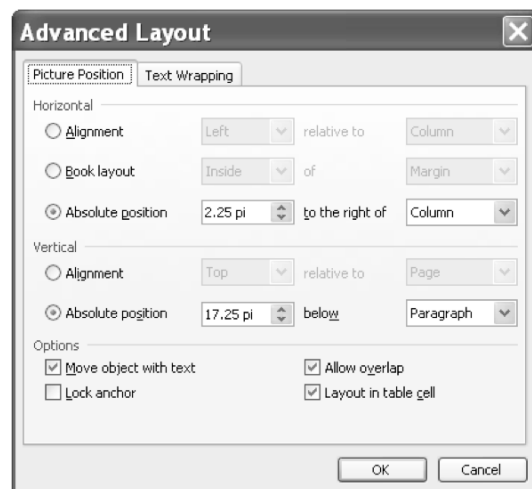 Advanced Layout
Picture Position Text Wrapping
Horizontal
Alignment Left relative to Column
Book layout Inside of Margin
Absolute position 2.25 pi to the right of Column
Vertical
Alignment Top relative to Page
Absolute position 17.25 pi below Paragraph
Options
Move object with text Allow overlap
Lock anchor Layout in table cell
OK Cancel